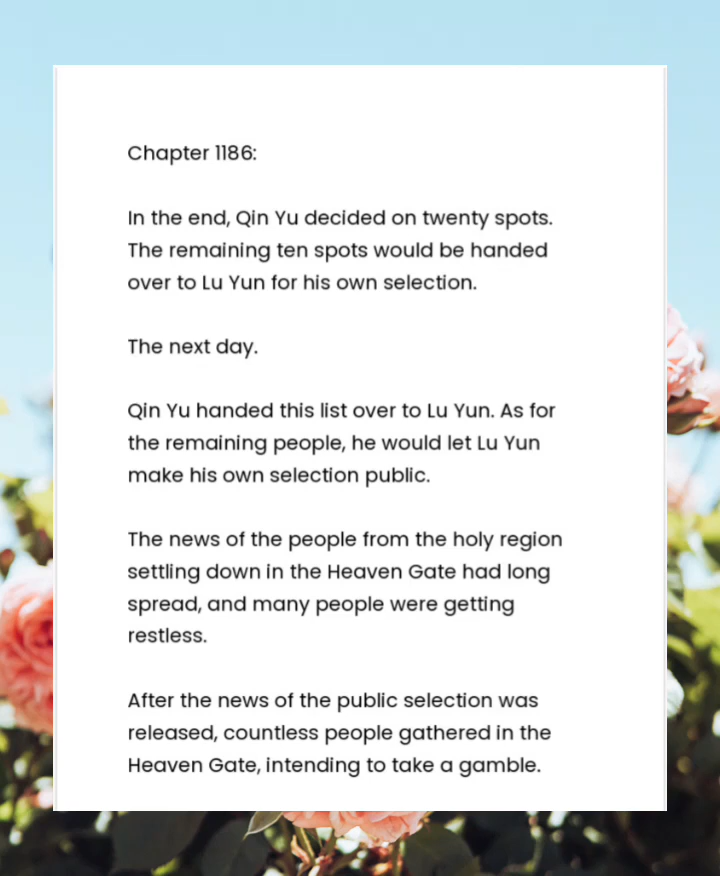 Chapter 1186:
In the end, Qin Yu decided on twenty spots.
The remaining ten spots would be handed
over to Lu Yun for his own selection.
The next day.
Qin Yu handed this list over to Lu Yun. As for
the remaining people, he would let Lu Yun
make his own selection public.
The news of the people from the holy region
settling down in the Heaven Gate had long
spread, and many people were getting
restless.
After the news of the public selection was
released, countless people gathered in the
Heaven Gate, intending to take a gamble.